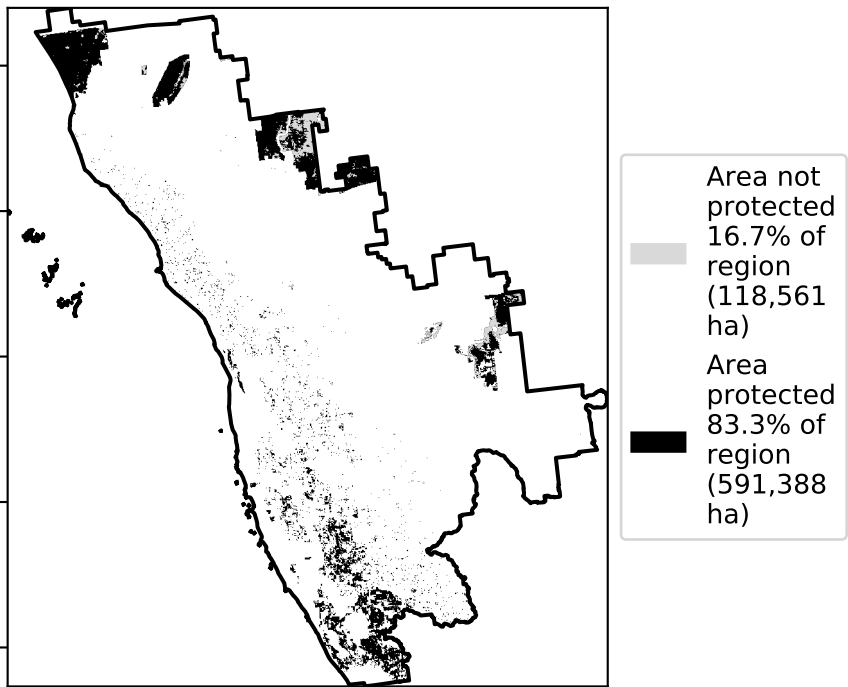 Area not
protected
16.7% of
region
(118,561
ha)
Area
protected
83.3% of
region
(591,388
ha)